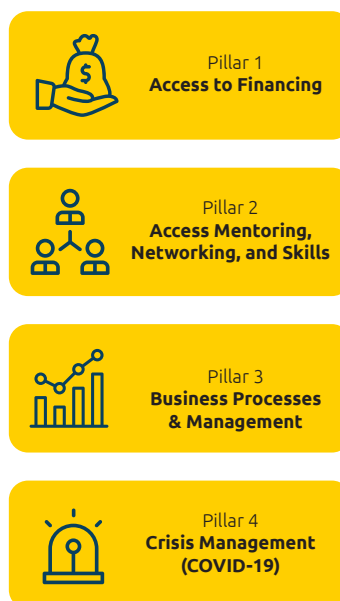 $
Pillar 1
Access to Financing
Pillar 2
Access Mentoring,
Networking, and Skills
Pillar 3
Business Processes
& Management
Pillar 4
Crisis Management
(COVID-19)